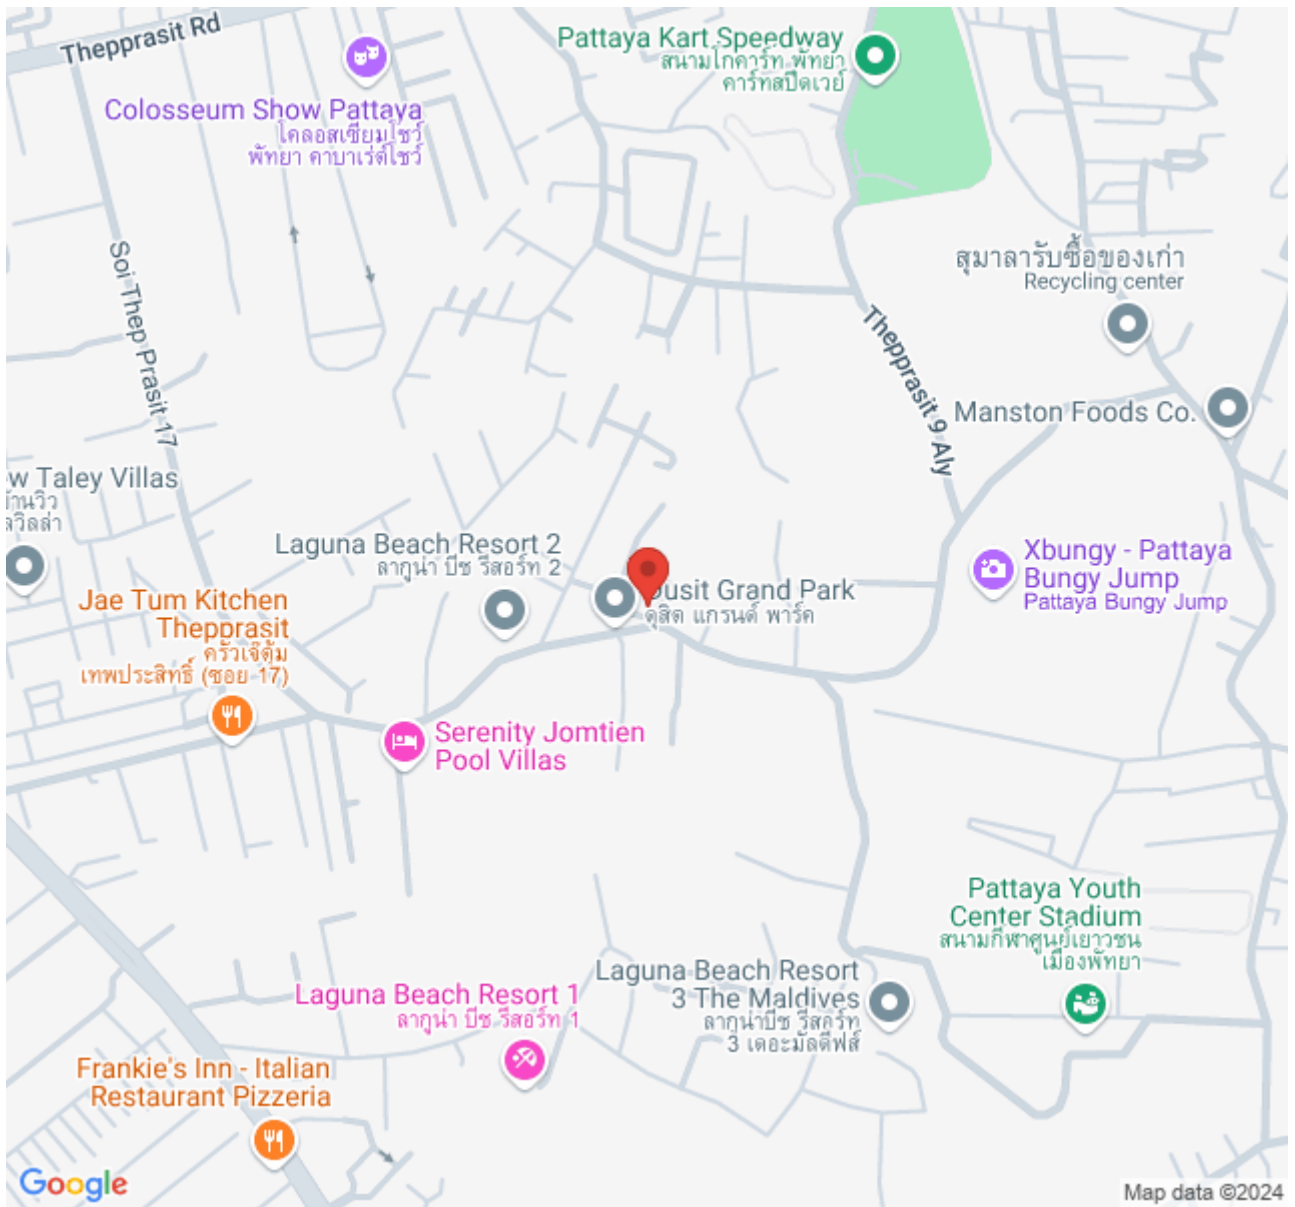 Thepprasit Rd
Colosseum Show Pattaya
โคลอสเซียมโชว์
พัทยา คาบาเร่ต์โชว์
Pattaya Kart Speedway
สนามโกคาร์ท พัทยา
คาร์ทสปีดเวย์
Soi Thep Prasit 17
สุมาลารับซื้อของเก่า
Recycling center
Thepprasit 9 Aly
Manston Foods Co.
w Taley Villas
บ้านวิว
ลวิลล่า
Laguna Beach Resort 2
ลากูน่า บีช รีสอร์ท 2
Dusit Grand Park
ดุสิต แกรนด์ พาร์ค
Xbungy - Pattaya
Bungy Jump
Pattaya Bungy Jump
Jae Tum Kitchen
Thepprasit
ครัวเจ๊ตุ้ม
เทพประสิทธิ์ (ซอย 17)
Serenity Jomtien
Pool Villas
Pattaya Youth
Center Stadium
สนามกีฬาศูนย์เยาวชน
เมืองพัทยา
Laguna Beach Resort
3 The Maldives
ลากูน่าบีช รีสอร์ท
3 เดอะมัลดีฟส์
Laguna Beach Resort 1
ลากูน่า บีช รีสอร์ท 1
Frankie's Inn - Italian
Restaurant Pizzeria
Google
Map data ©2024